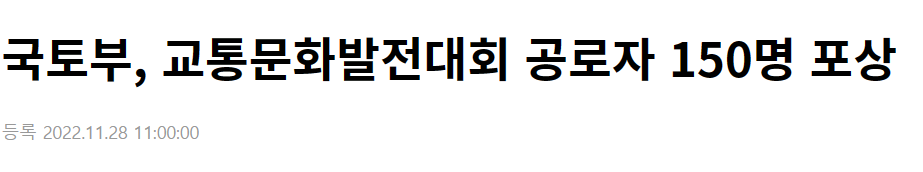 국토부, 교통문화발전대회 공로자 150명 포상
등록 2022.11.28 11:00:00